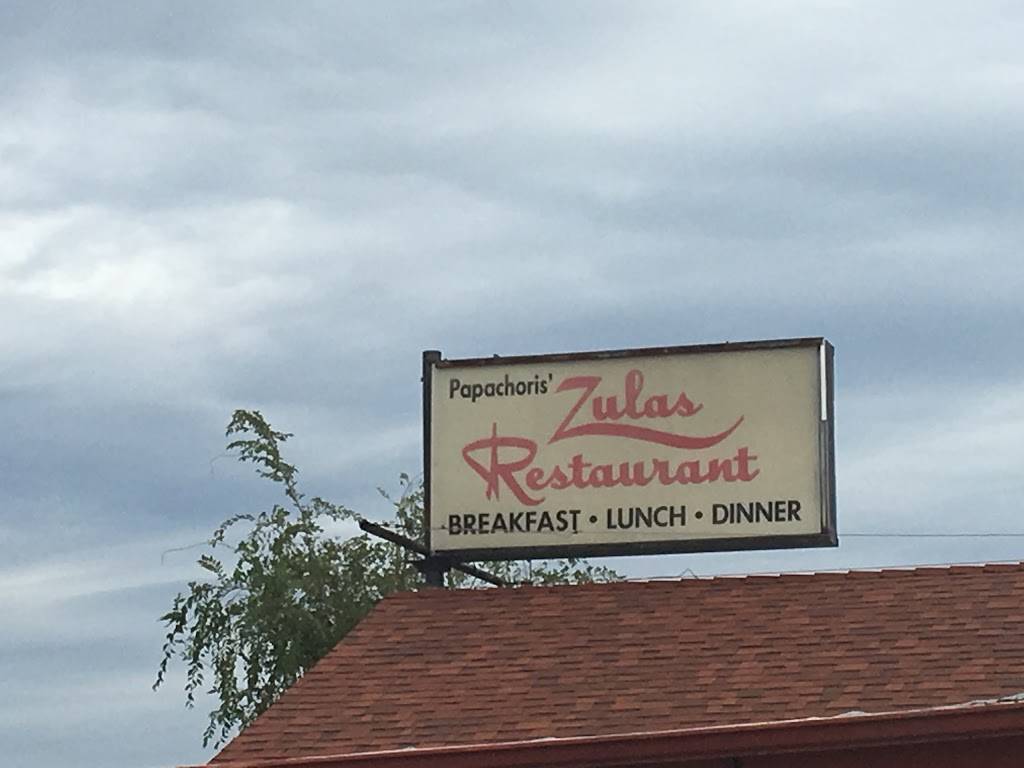 Papachoris' Zulas
Restaurant
BREAKFAST • LUNCH • DINNER